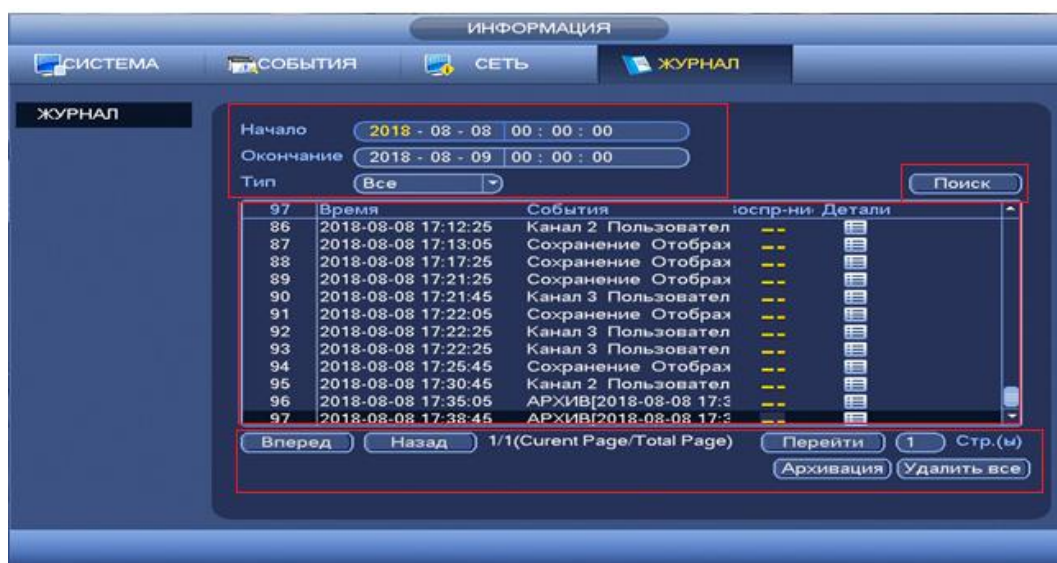 ИНФОРМАЦИЯ
СИСТЕМА СОБЫТИЯ СЕТЬ ЖУРНАЛ
ЖУРНАЛ
Начало 2018 - 08 - 08 00 : 00 : 00
Окончание 2018 - 08 - 09 00 : 00 : 00
Тип Все
Поиск
97 Время События Воспр-ни Детали
86 2018-08-08 17:12:25 Канал 2 Пользовател --
87 2018-08-08 17:13:05 Сохранение Отображ --
88 2018-08-08 17:17:25 Сохранение Отображ --
89 2018-08-08 17:21:25 Сохранение Отображ --
90 2018-08-08 17:21:45 Канал 3 Пользовател --
91 2018-08-08 17:22:05 Сохранение Отображ --
92 2018-08-08 17:22:25 Канал 3 Пользовател --
93 2018-08-08 17:22:25 Канал 3 Пользовател --
94 2018-08-08 17:25:45 Сохранение Отображ --
95 2018-08-08 17:30:45 Канал 2 Пользовател --
96 2018-08-08 17:35:05 АРХИВ[2018-08-08 17:3 --
97 2018-08-08 17:38:45 АРХИВ[2018-08-08 17:3 --
Вперед Назад 1/1(Curent Page/Total Page) Перейти 1 Стр.(ы)
Архивация Удалить все